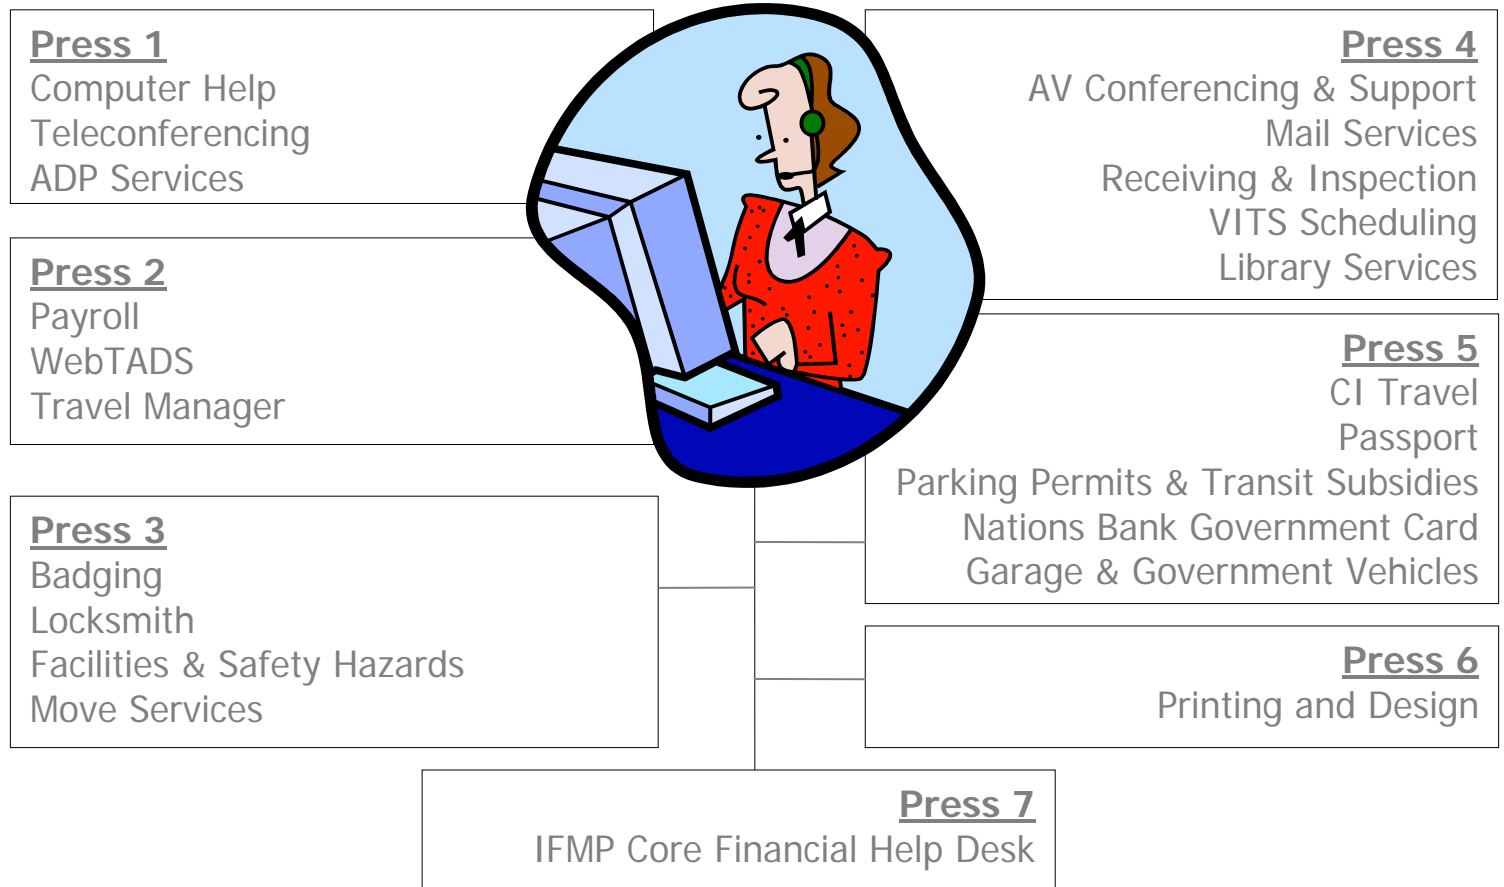 Press 1
Computer Help
Teleconferencing
ADP Services
Press 2
Payroll
WebTADS
Travel Manager
Press 3
Badging
Locksmith
Facilities & Safety Hazards
Move Services
Press 4
AV Conferencing & Support
Mail Services
Receiving & Inspection
VITS Scheduling
Library Services
Press 5
CI Travel
Passport
Parking Permits & Transit Subsidies
Nations Bank Government Card
Garage & Government Vehicles
Press 6
Printing and Design
Press 7
IFMP Core Financial Help Desk